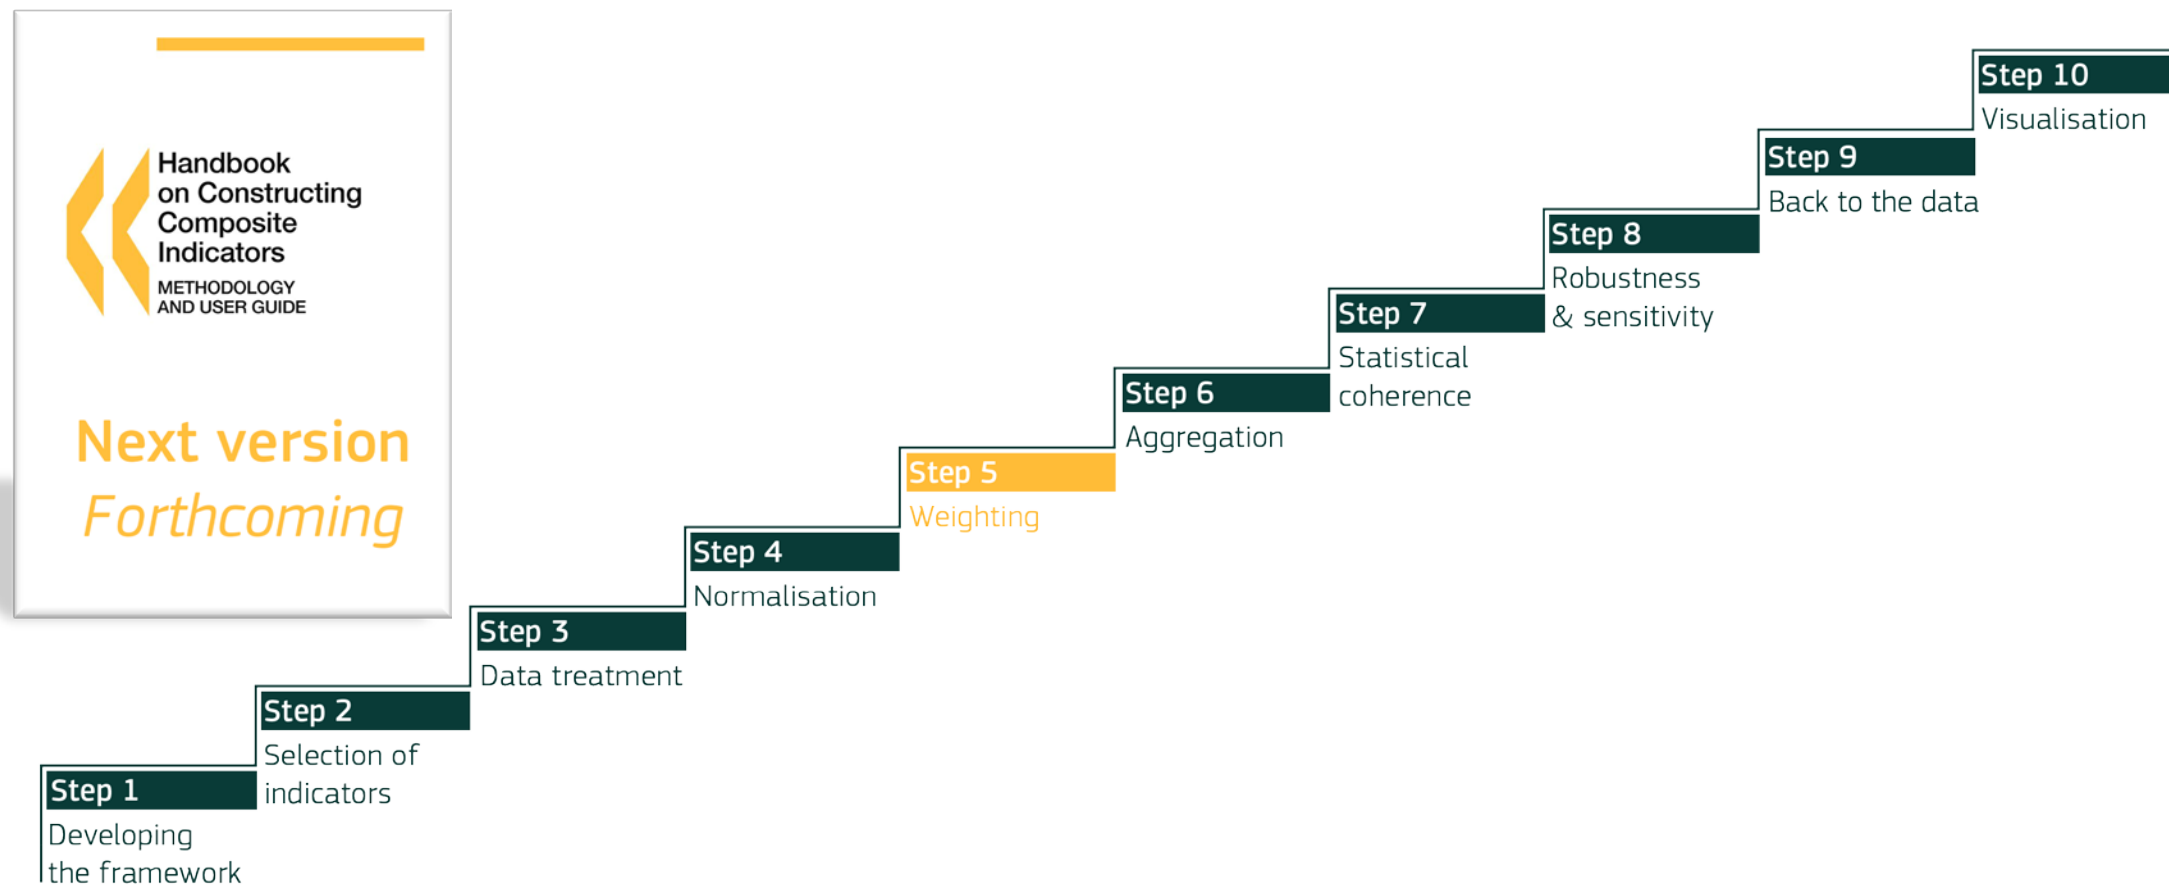 Handbook
on Constructing
Composite
Indicators
METHODOLOGY
AND USER GUIDE
Next version
Forthcoming
Step 1
Developing
the framework
Step 2
Selection of
indicators
Step 3
Data treatment
Step 4
Normalisation
Step 5
Weighting
Step 6
Aggregation
Step 7
Statistical
coherence
Step 8
Robustness
& sensitivity
Step 9
Back to the data
Step 10
Visualisation